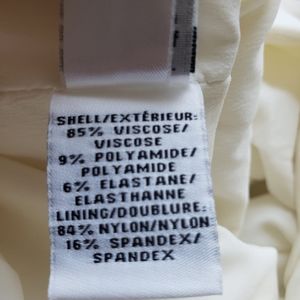 SHELL/EXTÉRIEUR:
85% VISCOSE/
VISCOSE
9% POLYAMIDE/
POLYAMIDE
6% ELASTANE/
ELASTHANNE
LINING/DOUBLURE:
84% NYLON/NYLON
16% SPANDEX/
SPANDEX